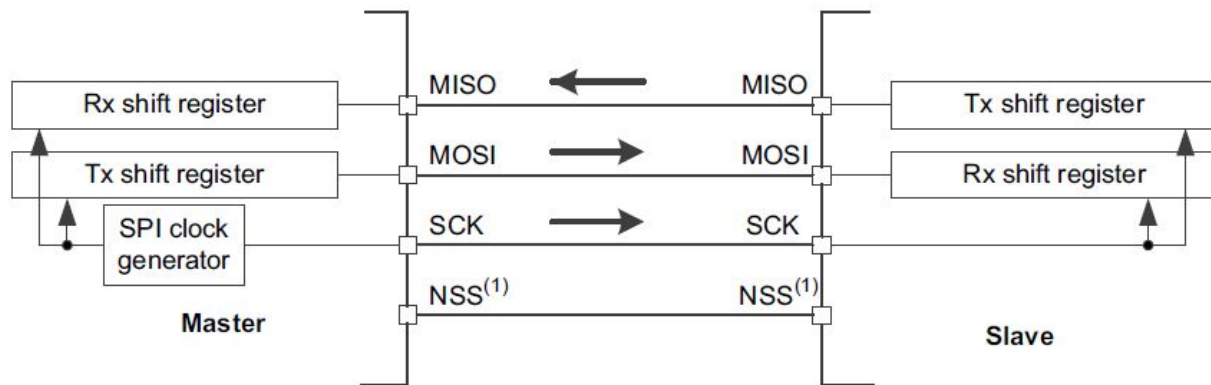 MISO
MISO
Rx shift register
Tx shift register
MOSI
MOSI
Tx shift register
Rx shift register
SPI clock
generator
SCK
SCK
NSS(1)
NSS(1)
Master
Slave